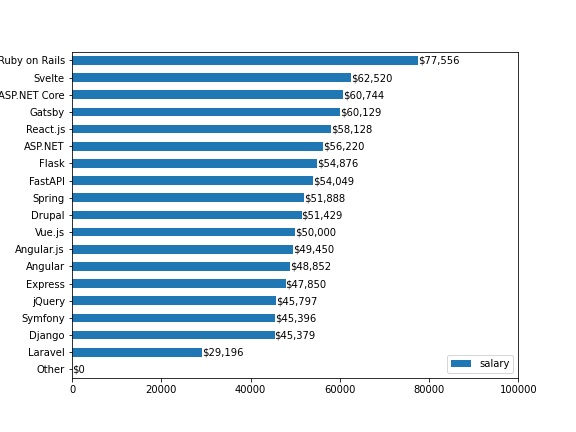 Ruby on Rails $77,556
Svelte $62,520
ASP.NET Core $60,744
Gatsby $60,129
React.js $58,128
ASP.NET $56,220
Flask $54,876
FastAPI $54,049
Spring $51,888
Drupal $51,429
Vue.js $50,000
Angular.js $49,450
Angular $48,852
Express $47,850
jQuery $45,797
Symfony $45,396
Django $45,379
Laravel $29,196
Other $0
salary
0 20000 40000 60000 80000 100000